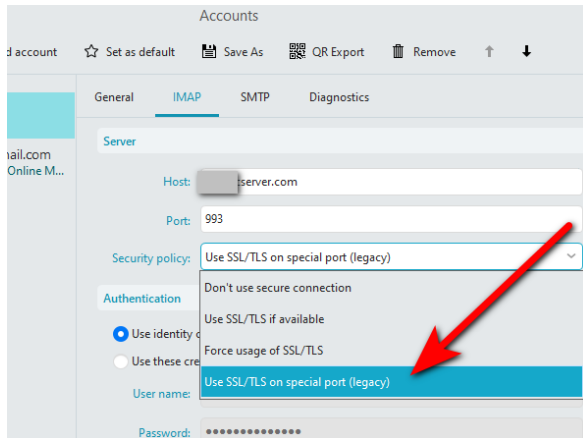 Accounts
d account Set as default Save As QR Export Remove
General IMAP SMTP Diagnostics
Server
nail.com
Online M...
Host: server.com
Port: 993
Security policy: Use SSL/TLS on special port (legacy)
Don't use secure connection
Authentication
Use SSL/TLS if available
Use identity
Force usage of SSL/TLS
Use these cre
Use SSL/TLS on special port (legacy)
User name:
Password: ••••••••••••••